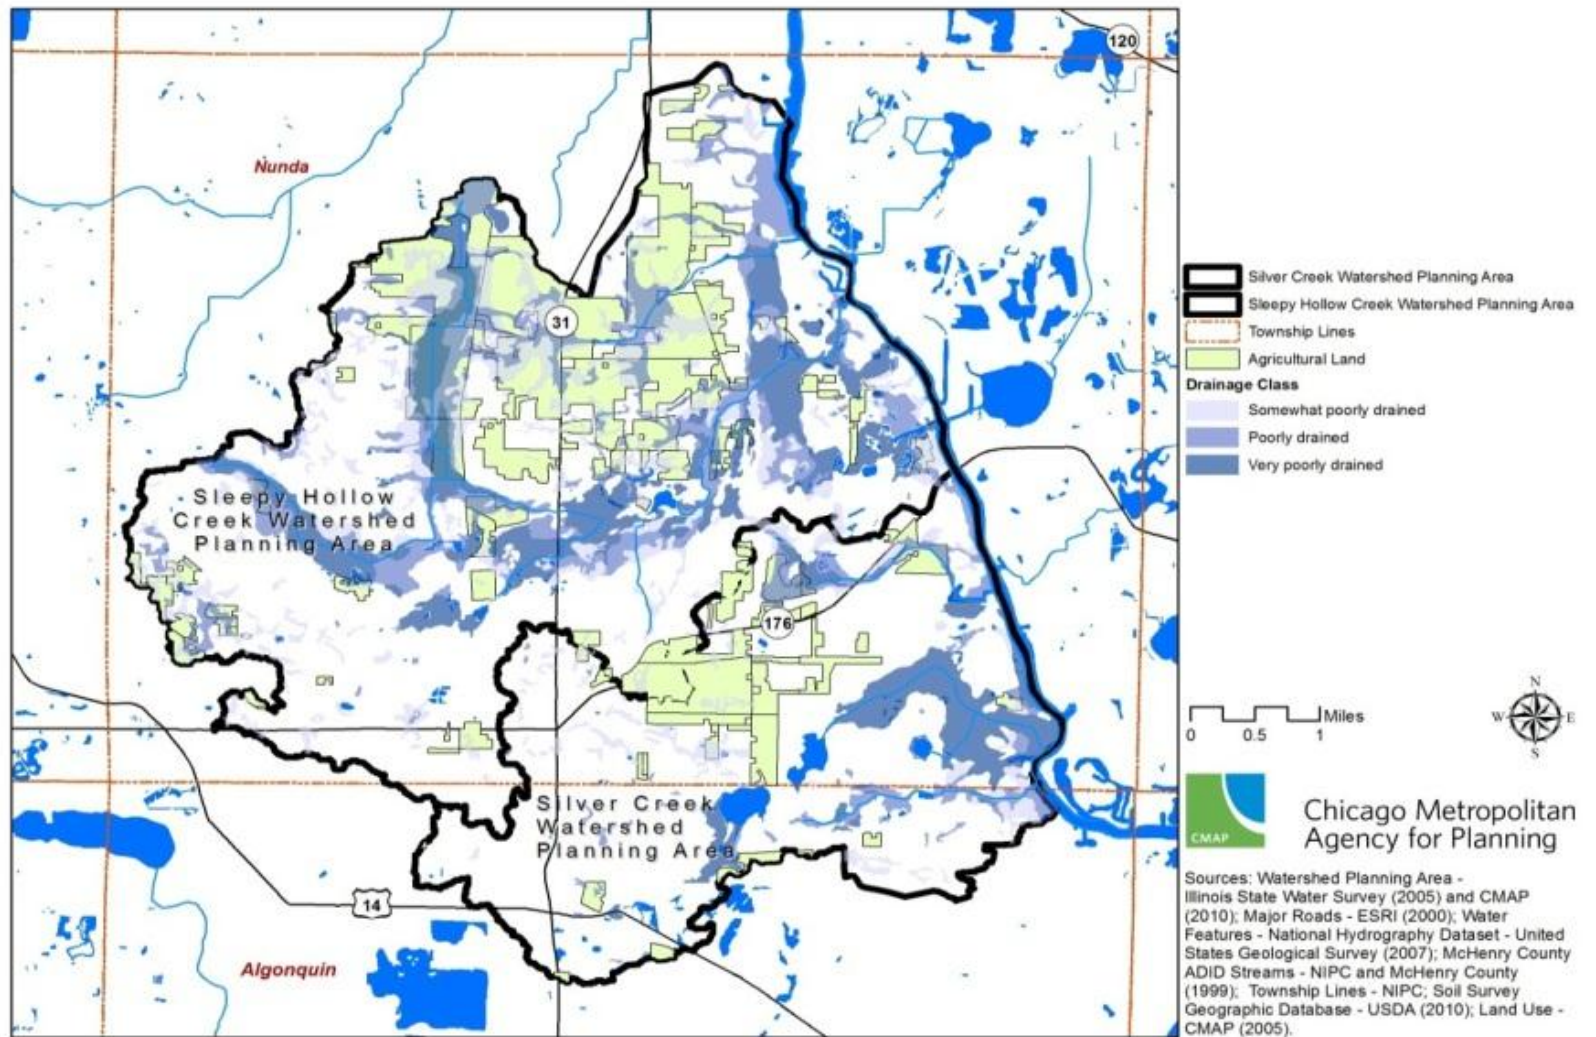 120
Nunda
31
Sleepy Hollow
Creek Watershed
Planning Area
176
Silver Creek
Watershed
Planning Area
14
Algonquin
Silver Creek Watershed Planning Area
Sleepy Hollow Creek Watershed Planning Area
Township Lines
Agricultural Land
Drainage Class
Somewhat poorly drained
Poorly drained
Very poorly drained
Miles
0 0.5 1
N
W E
S
CMAP
Chicago Metropolitan
Agency for Planning
Sources: Watershed Planning Area -
Illinois State Water Survey (2005) and CMAP
(2010); Major Roads - ESRI (2000); Water
Features - National Hydrography Dataset - United
States Geological Survey (2007); McHenry County
ADID Streams - NIPC and McHenry County
(1999); Township Lines - NIPC; Soil Survey
Geographic Database - USDA (2010); Land Use -
CMAP (2005).